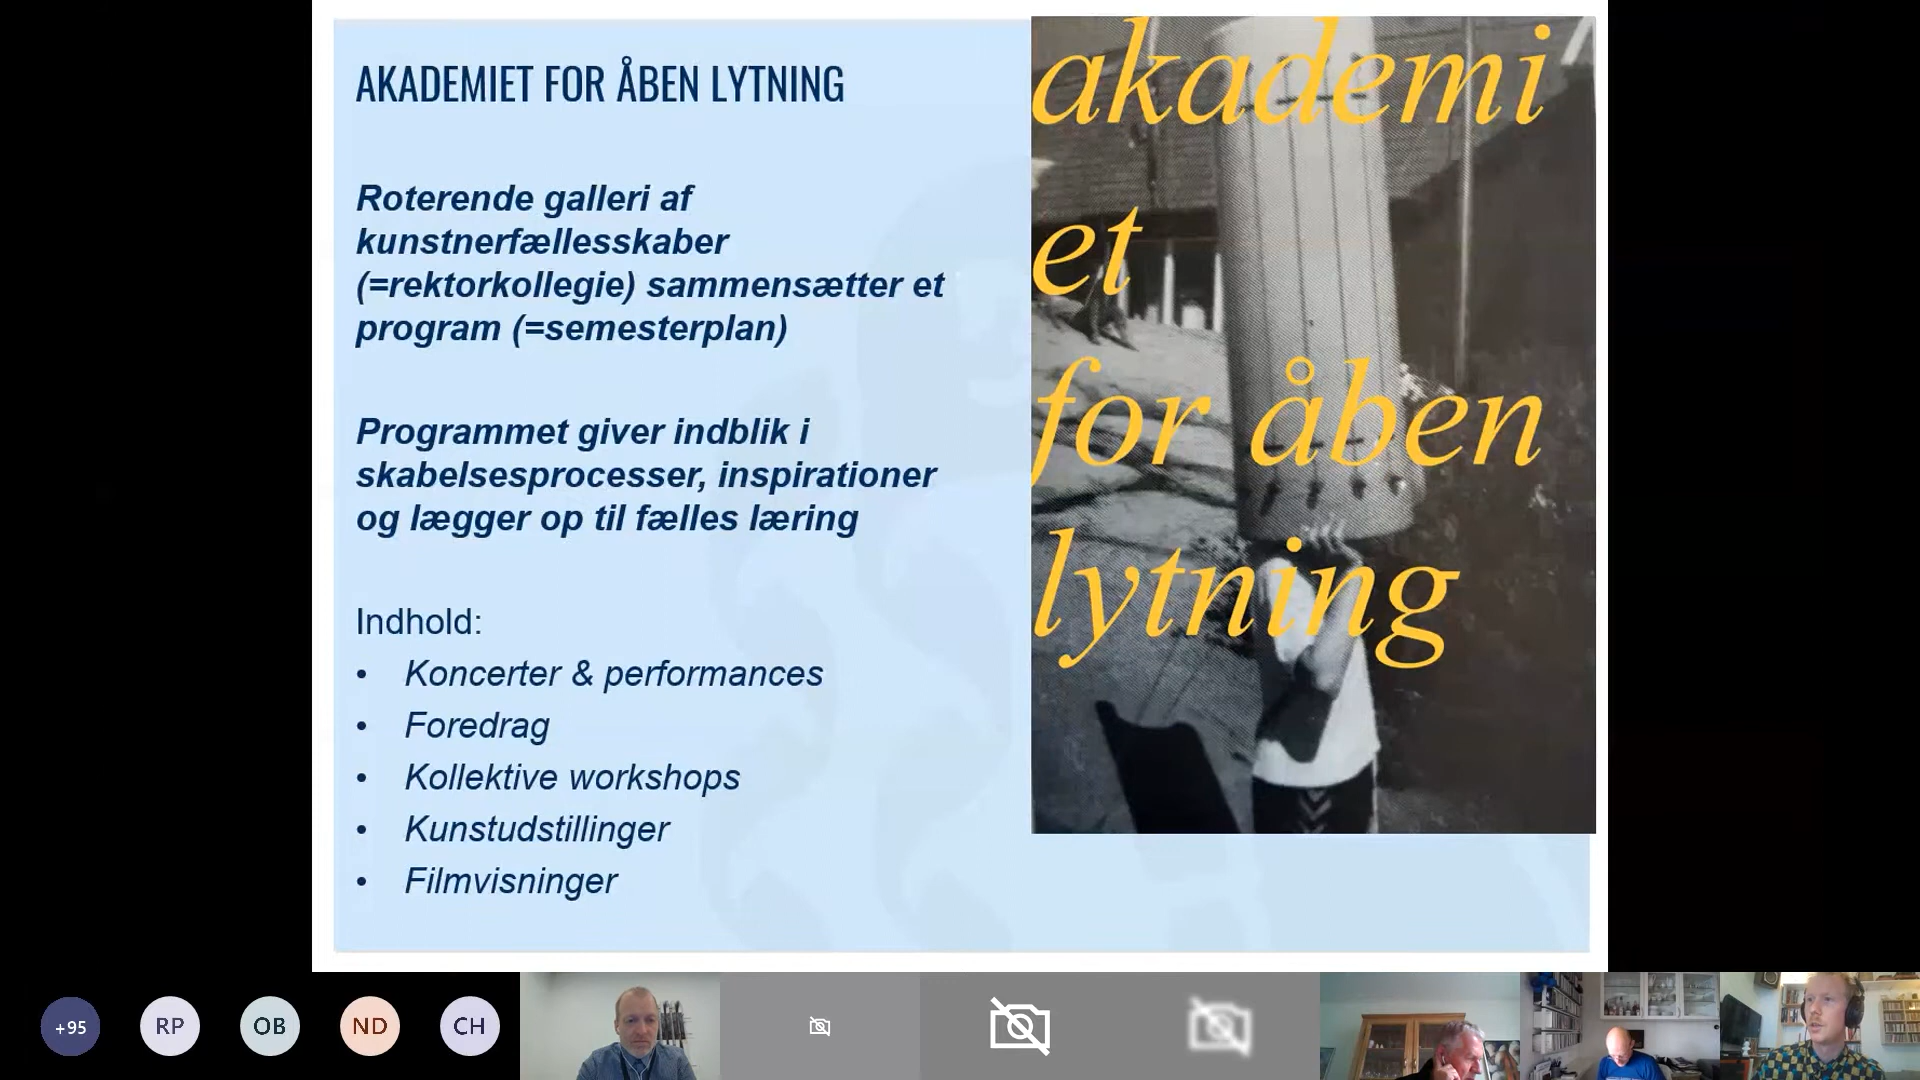 AKADEMIET FOR ÅBEN LYTNING
Roterende galleri af
kunstnerfællesskaber
(=rektorkollegie) sammensætter et
program (=semesterplan)
Programmet giver indblik i
skabelsesprocesser, inspirationer
og lægger op til fælles læring
Indhold:
• Koncerter & performances
• Foredrag
• Kollektive workshops
• Kunstudstillinger
• Filmvisninger
akademi
et
for åben
lytning
+95
RP
OB
ND
CH